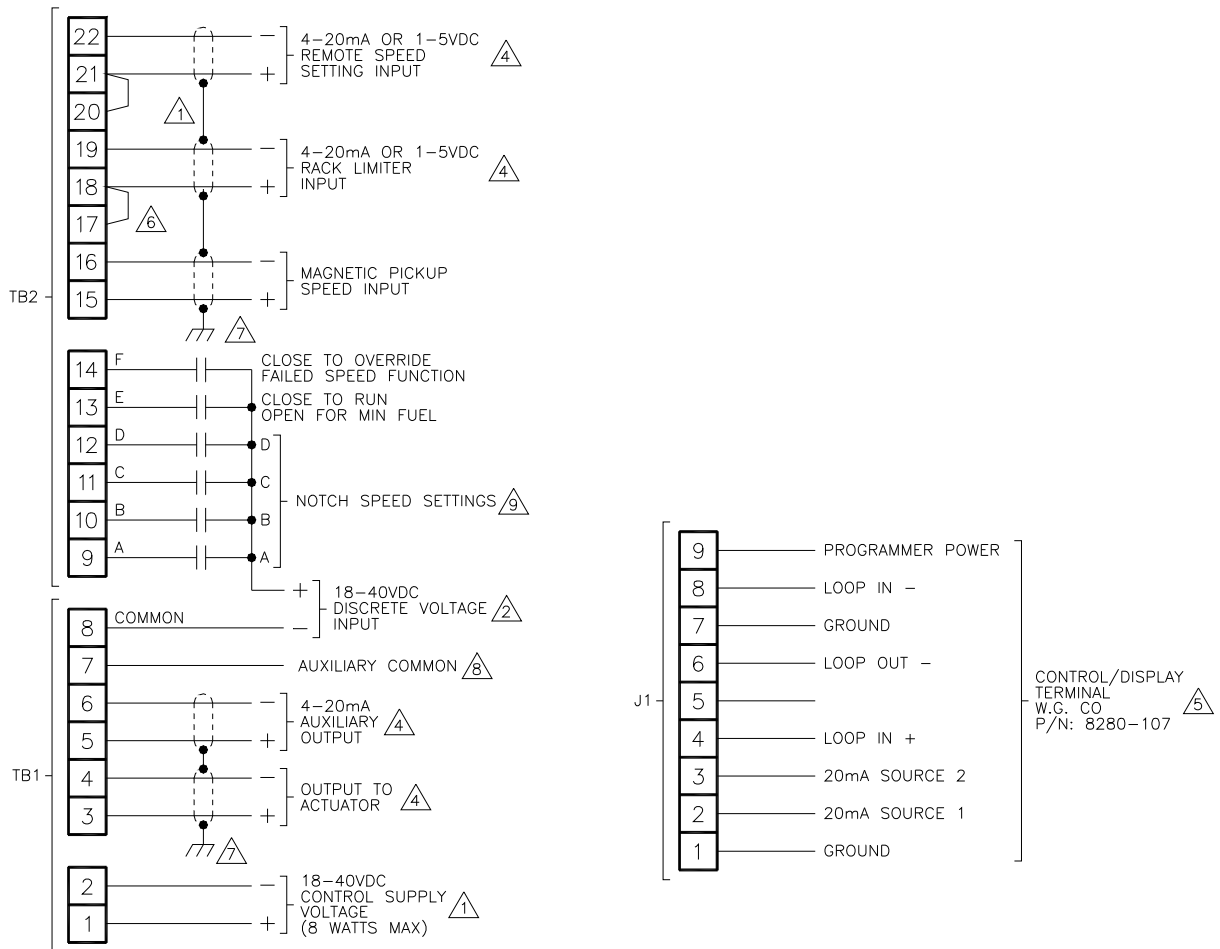 22
−
4–20mA OR 1–5VDC
REMOTE SPEED
SETTING INPUT
4
21
+
20
1
19
−
4–20mA OR 1–5VDC
RACK LIMITER
INPUT
4
18
+
17
6
16
−
MAGNETIC PICKUP
SPEED INPUT
15
+
TB2
7
14
F
CLOSE TO OVERRIDE
FAILED SPEED FUNCTION
13
E
CLOSE TO RUN
OPEN FOR MIN FUEL
12
D
D
11
C
C
NOTCH SPEED SETTINGS
9
10
B
B
9
A
A
+
18–40VDC
DISCRETE VOLTAGE
INPUT
2
8
COMMON
−
7
AUXILIARY COMMON
8
6
−
4–20mA
AUXILIARY
OUTPUT
4
5
+
TB1
4
−
OUTPUT TO
ACTUATOR
4
3
+
7
2
−
18–40VDC
CONTROL SUPPLY
VOLTAGE
(8 WATTS MAX)
1
1
+
J1
9
PROGRAMMER POWER
8
LOOP IN −
7
GROUND
6
LOOP OUT −
5
4
LOOP IN +
3
20mA SOURCE 2
2
20mA SOURCE 1
1
GROUND
CONTROL/DISPLAY
TERMINAL
W.G. CO
P/N: 8280–107
5